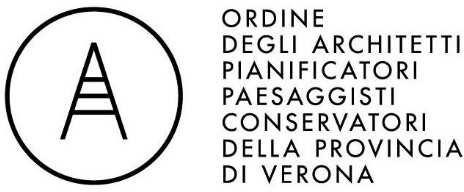 ORDINE
DEGLI ARCHITETTI
PIANIFICATORI
PAESAGGISTI
CONSERVATORI
DELLA PROVINCIA
DI VERONA